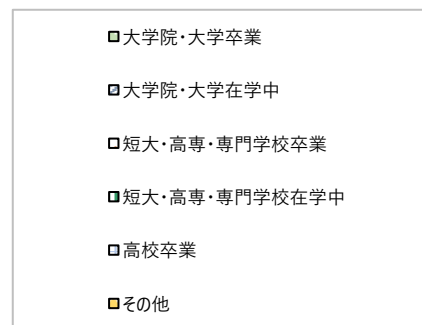 大学院・大学卒業
大学院・大学在学中
短大・高専・専門学校卒業
短大・高専・専門学校在学中
高校卒業
その他